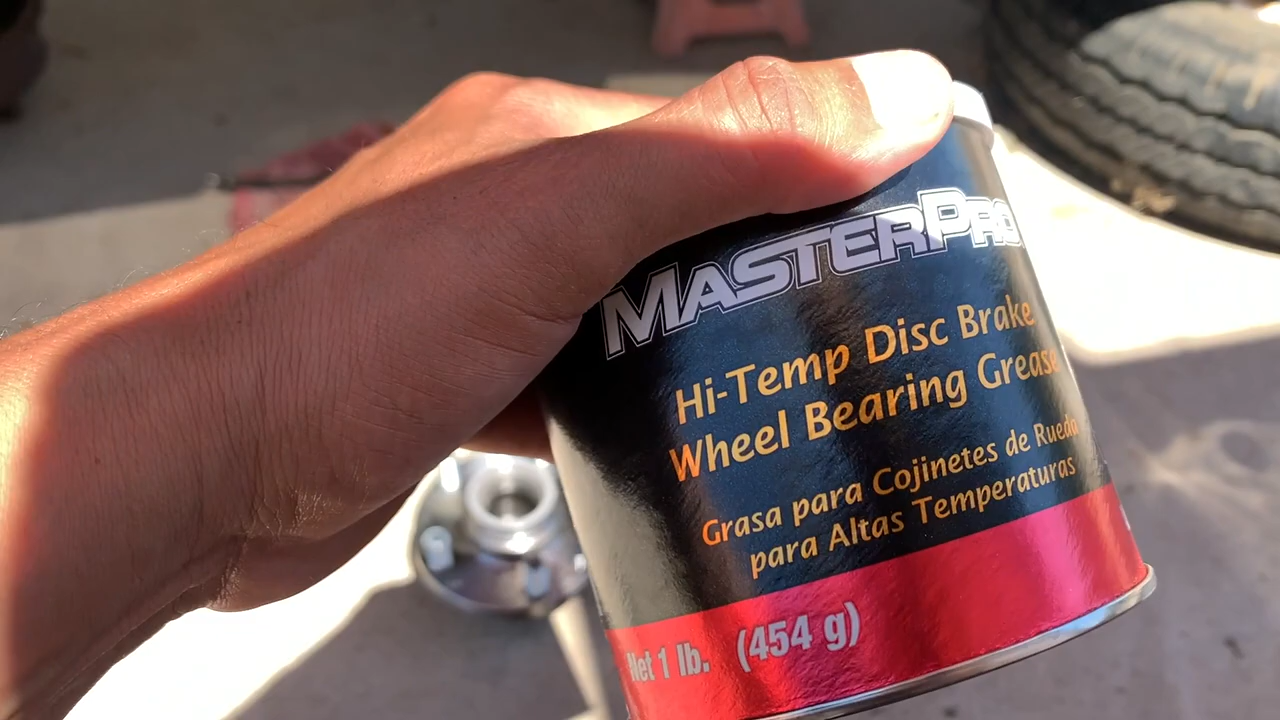 MASTERPRO
Hi-Temp Disc Brake
Wheel Bearing Grease
Grasa para Cojinetes de Rueda
para Altas Temperaturas
Net 1 lb. (454 g)